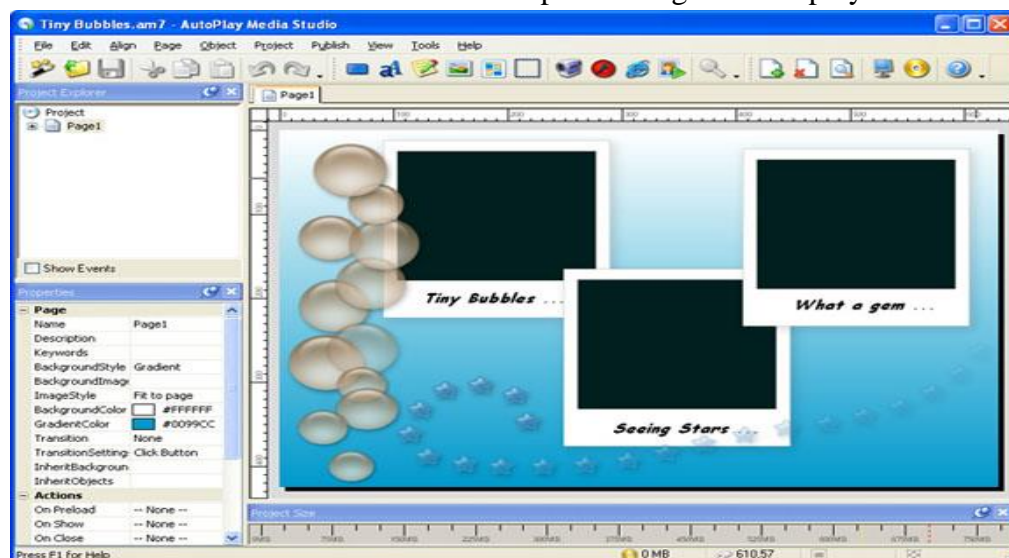 Tiny Bubbles.am7 - AutoPlay Media Studio
File Edit Align Page Object Project Publish View Tools Help
Project Explorer
Page1
Project
Page1
Show Events
Tiny Bubbles ...
What a gem ...
Seeing Stars ...
Properties
Page
Name Page1
Description
Keywords
BackgroundStyle Gradient
BackgroundImag
ImageStyle Fit to page
BackgroundColor #FFFFFF
GradientColor #0099CC
Transition None
TransitionSetting Click Button
InheritBackgroun
InheritObjects
Actions
On Preload -- None --
On Show -- None --
On Close -- None --
Project Size
Press F1 for Help
0 MB
610,57